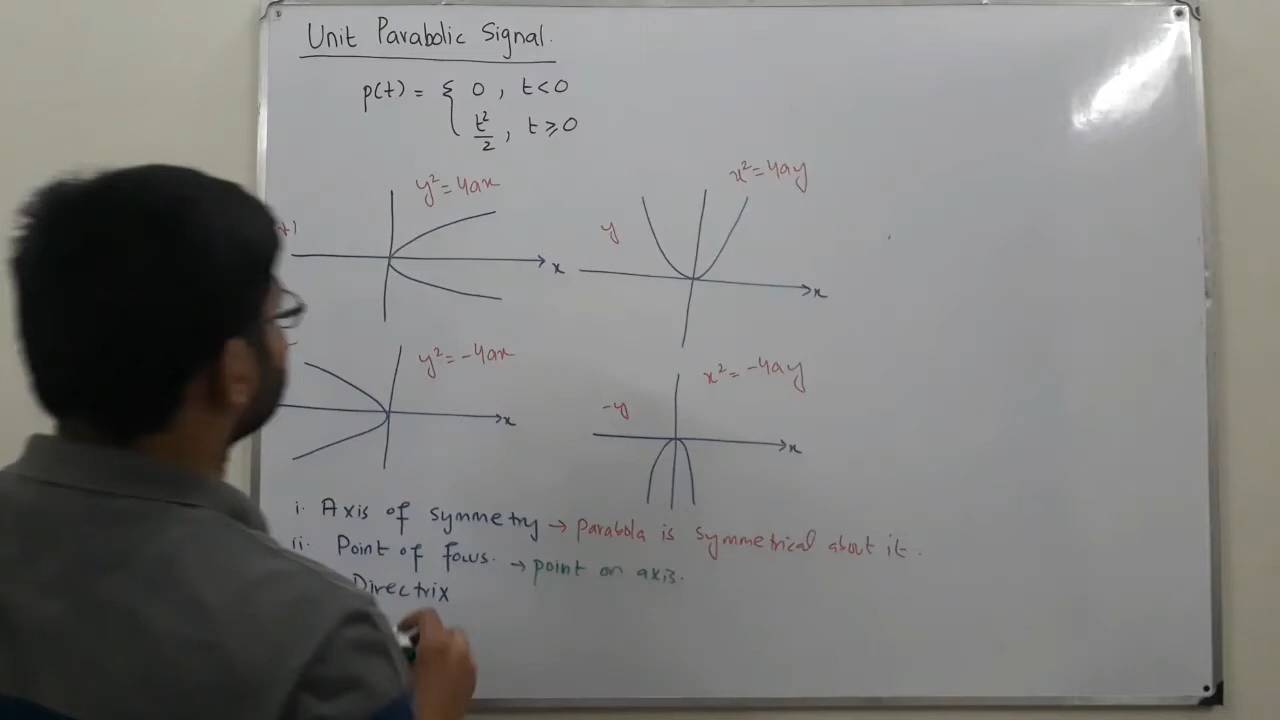 Unit Parabolic Signal.
p(t) = { 0 , t<0
t²/2 , t≥0
y² = 4ax
x
x² = 4ay
y
x
y² = -4ax
x
x² = -4ay
-y
x
i. Axis of symmetry → parabola is symmetrical about it.
ii. Point of focus. → point on axis.
Directrix